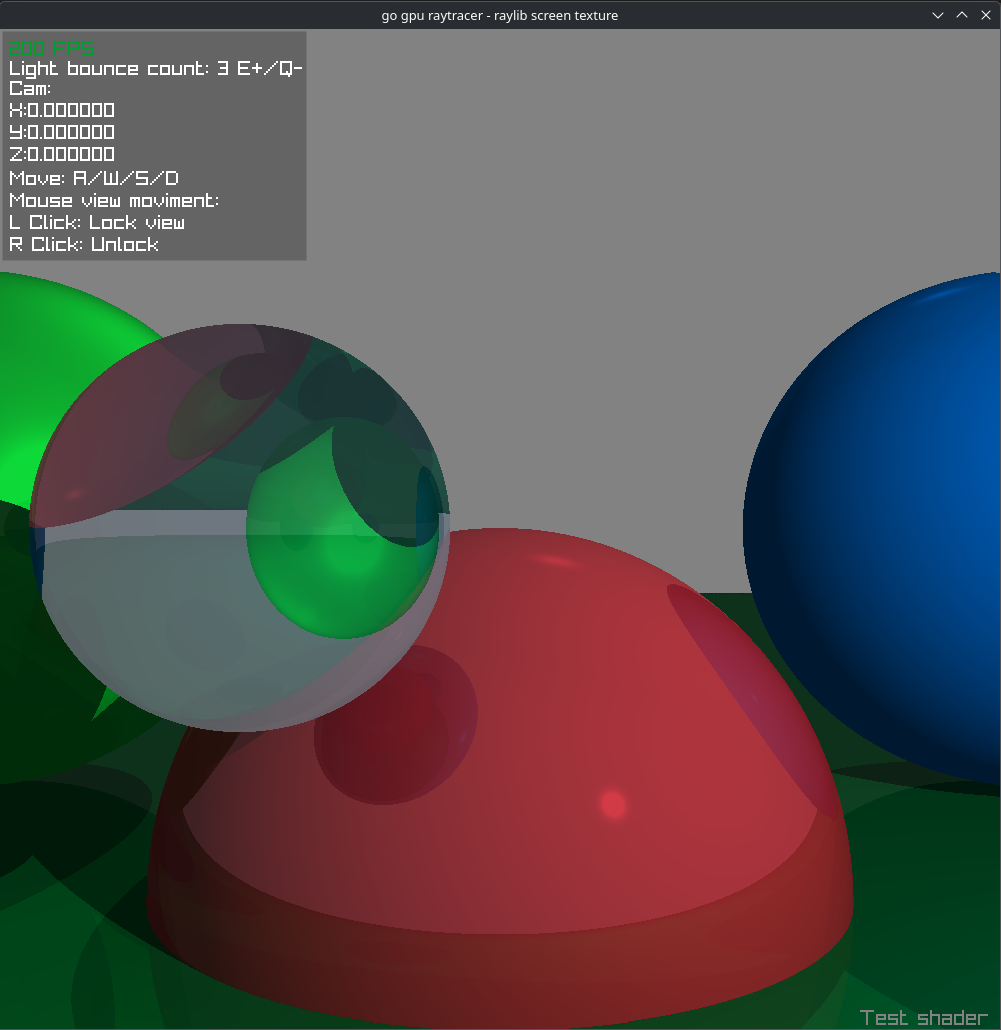 go gpu raytracer - raylib screen texture
200 FPS
Light bounce count: 3 E+/Q-
Cam:
X:0.000000
Y:0.000000
Z:0.000000
Move: A/W/S/D
Mouse view moviment:
L Click: Lock view
R Click: Unlock
Test shader